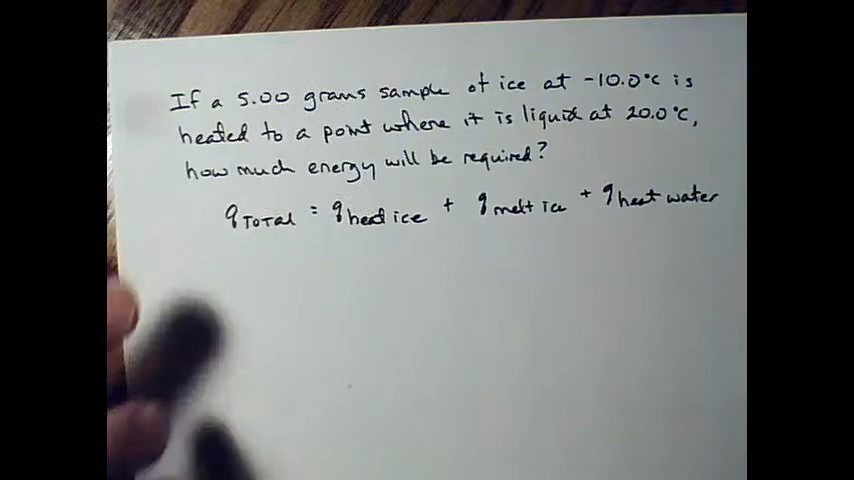 If a 5.00 grams sample of ice at -10.0°C is
heated to a point where it is liquid at 20.0°C,
how much energy will be required?
qTOTAL = qheat ice + qmelt ice + qheat water